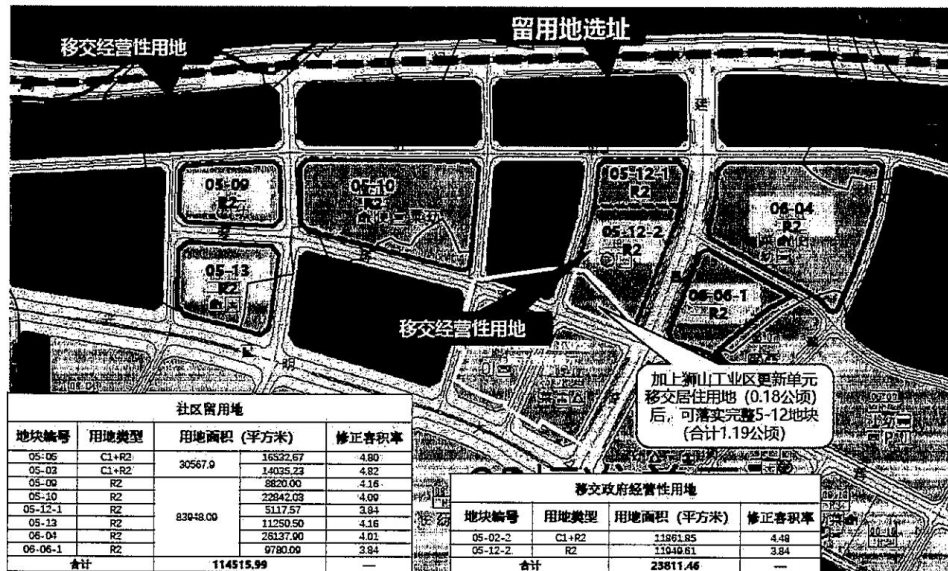 留用地选址
移交经营性用地
05-09
R2
05-10
R2
05-12-1
R2
05-12-2
R2
06-04
R2
05-13
R2
06-06-1
R2
移交经营性用地
加上狮山工业区更新单元
移交居住用地（0.18公顷）
后，可落实完整5-12地块
（合计1.19公顷）
社区留用地
地块编号 用地类型 用地面积（平方米） 修正容积率
05-05 C1+R2 30567.9 16532.67 4.80
05-03 C1+R2 14035.23 4.82
05-09 R2 83948.09 8820.00 4.16
05-10 R2 22842.03 4.09
05-12-1 R2 5117.57 3.84
05-13 R2 11250.50 4.16
06-04 R2 26137.90 4.01
06-06-1 R2 9780.09 3.84
合计 114515.99 —
移交政府经营性用地
地块编号 用地类型 用地面积（平方米） 修正容积率
05-02-2 C1+R2 11861.85 4.48
05-12-2 R2 11949.61 3.84
合计 23811.46 —